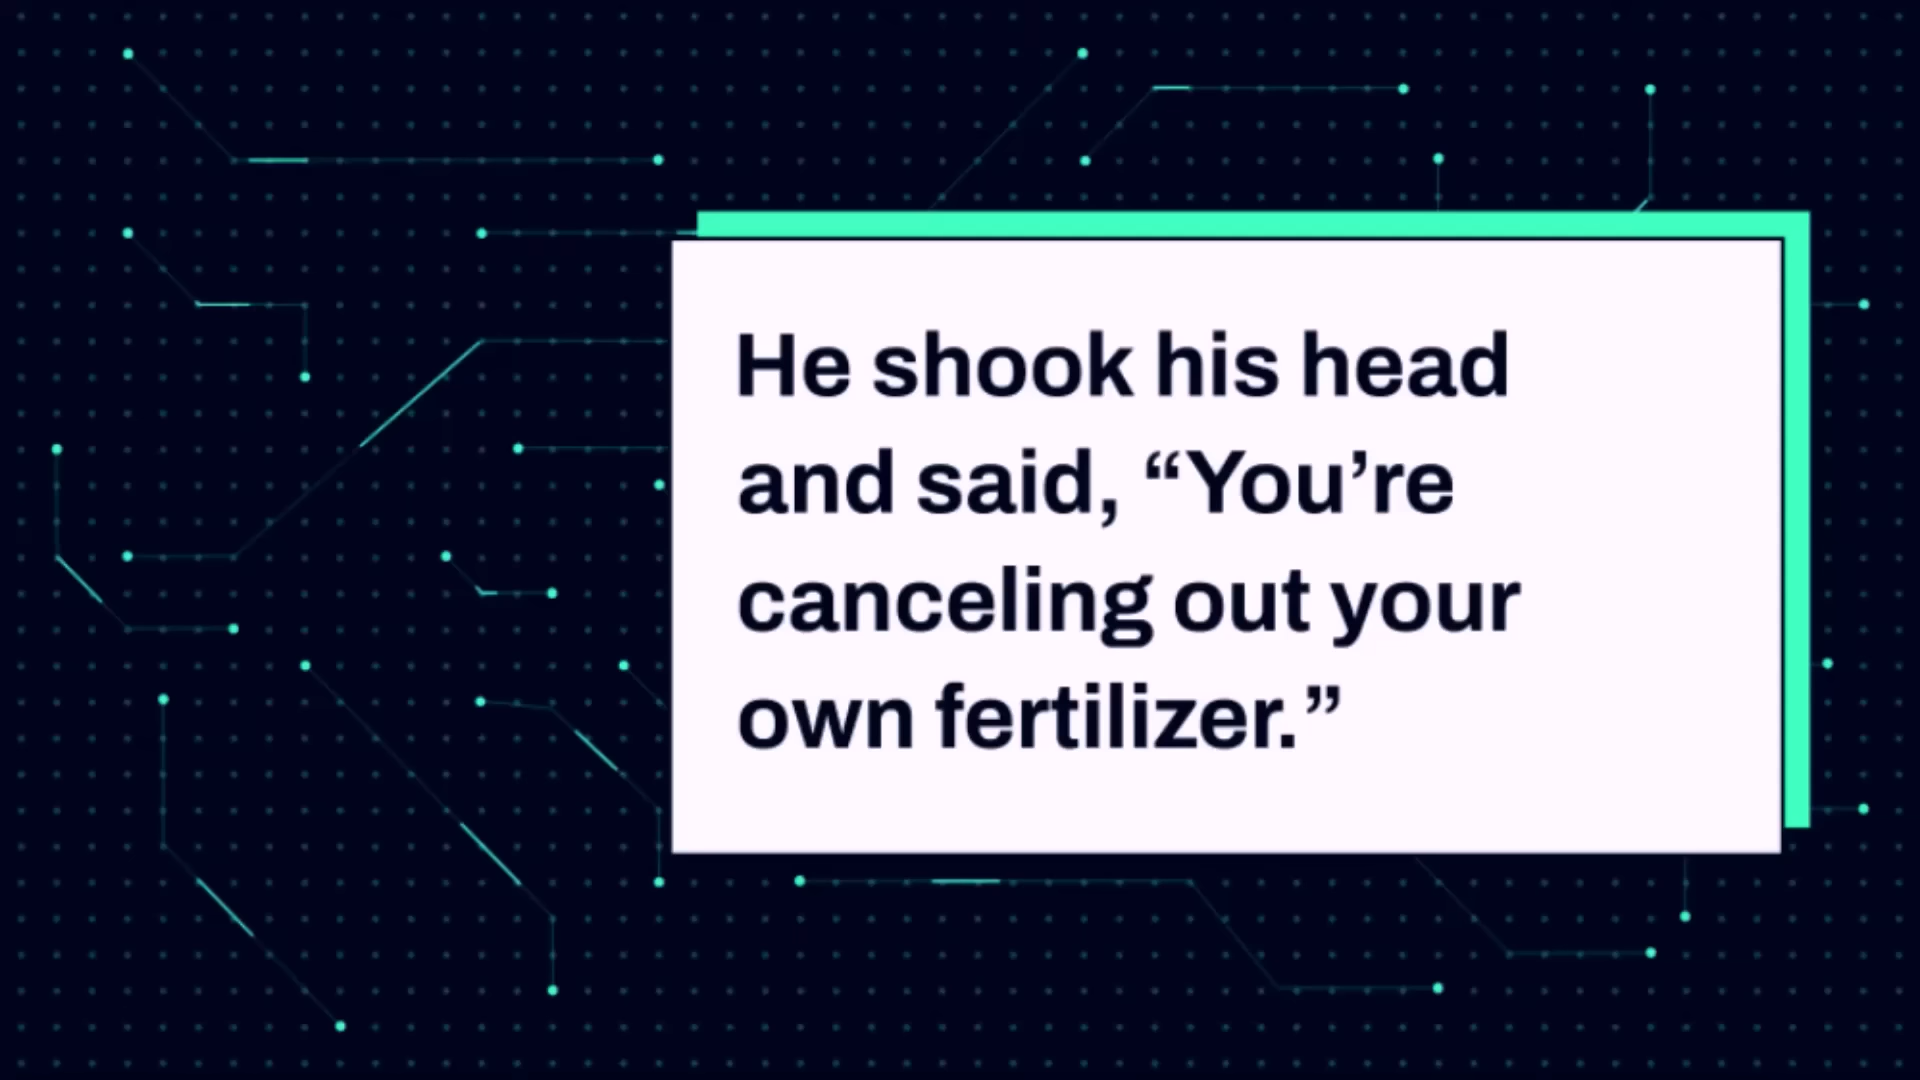 He shook his head
and said, “You’re
canceling out your
own fertilizer.”